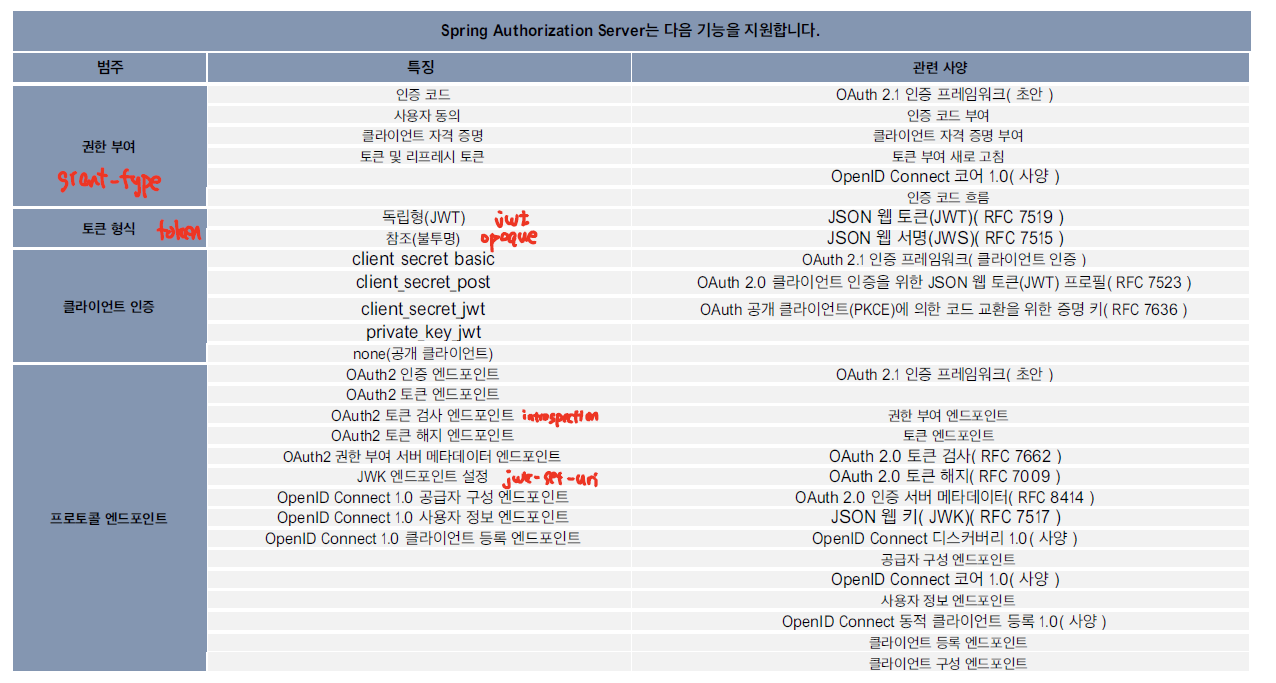 Spring Authorization Server는 다음 기능을 지원합니다.
범주 특징 관련 사양
인증 코드 OAuth 2.1 인증 프레임워크( 초안 )
사용자 동의 인증 코드 부여
클라이언트 자격 증명 클라이언트 자격 증명 부여
권한 부여
토큰 및 리프레시 토큰 토큰 부여 새로 고침
grant-type OpenID Connect 코어 1.0( 사양 )
인증 코드 흐름
독립형(JWT) jwt JSON 웹 토큰(JWT)( RFC 7519 )
토큰 형식 token
참조(불투명) opaque JSON 웹 서명(JWS)( RFC 7515 )
client secret basic OAuth 2.1 인증 프레임워크( 클라이언트 인증 )
client_secret_post OAuth 2.0 클라이언트 인증을 위한 JSON 웹 토큰(JWT) 프로필( RFC 7523 )
클라이언트 인증 client_secret_jwt OAuth 공개 클라이언트(PKCE)에 의한 코드 교환을 위한 증명 키( RFC 7636 )
private_key_jwt
none(공개 클라이언트)
OAuth2 인증 엔드포인트 OAuth 2.1 인증 프레임워크( 초안 )
OAuth2 토큰 엔드포인트
OAuth2 토큰 검사 엔드포인트 introspection 권한 부여 엔드포인트
OAuth2 토큰 해지 엔드포인트 토큰 엔드포인트
OAuth2 권한 부여 서버 메타데이터 엔드포인트 OAuth 2.0 토큰 검사( RFC 7662 )
JWK 엔드포인트 설정 jwk-set-uri OAuth 2.0 토큰 해지( RFC 7009 )
OpenID Connect 1.0 공급자 구성 엔드포인트 OAuth 2.0 인증 서버 메타데이터( RFC 8414 )
프로토콜 엔드포인트 OpenID Connect 1.0 사용자 정보 엔드포인트 JSON 웹 키( JWK)( RFC 7517 )
OpenID Connect 1.0 클라이언트 등록 엔드포인트 OpenID Connect 디스커버리 1.0 ( 사양 )
공급자 구성 엔드포인트
OpenID Connect 코어 1.0( 사양 )
사용자 정보 엔드포인트
OpenID Connect 동적 클라이언트 등록 1.0 ( 사양 )
클라이언트 등록 엔드포인트
클라이언트 구성 엔드포인트